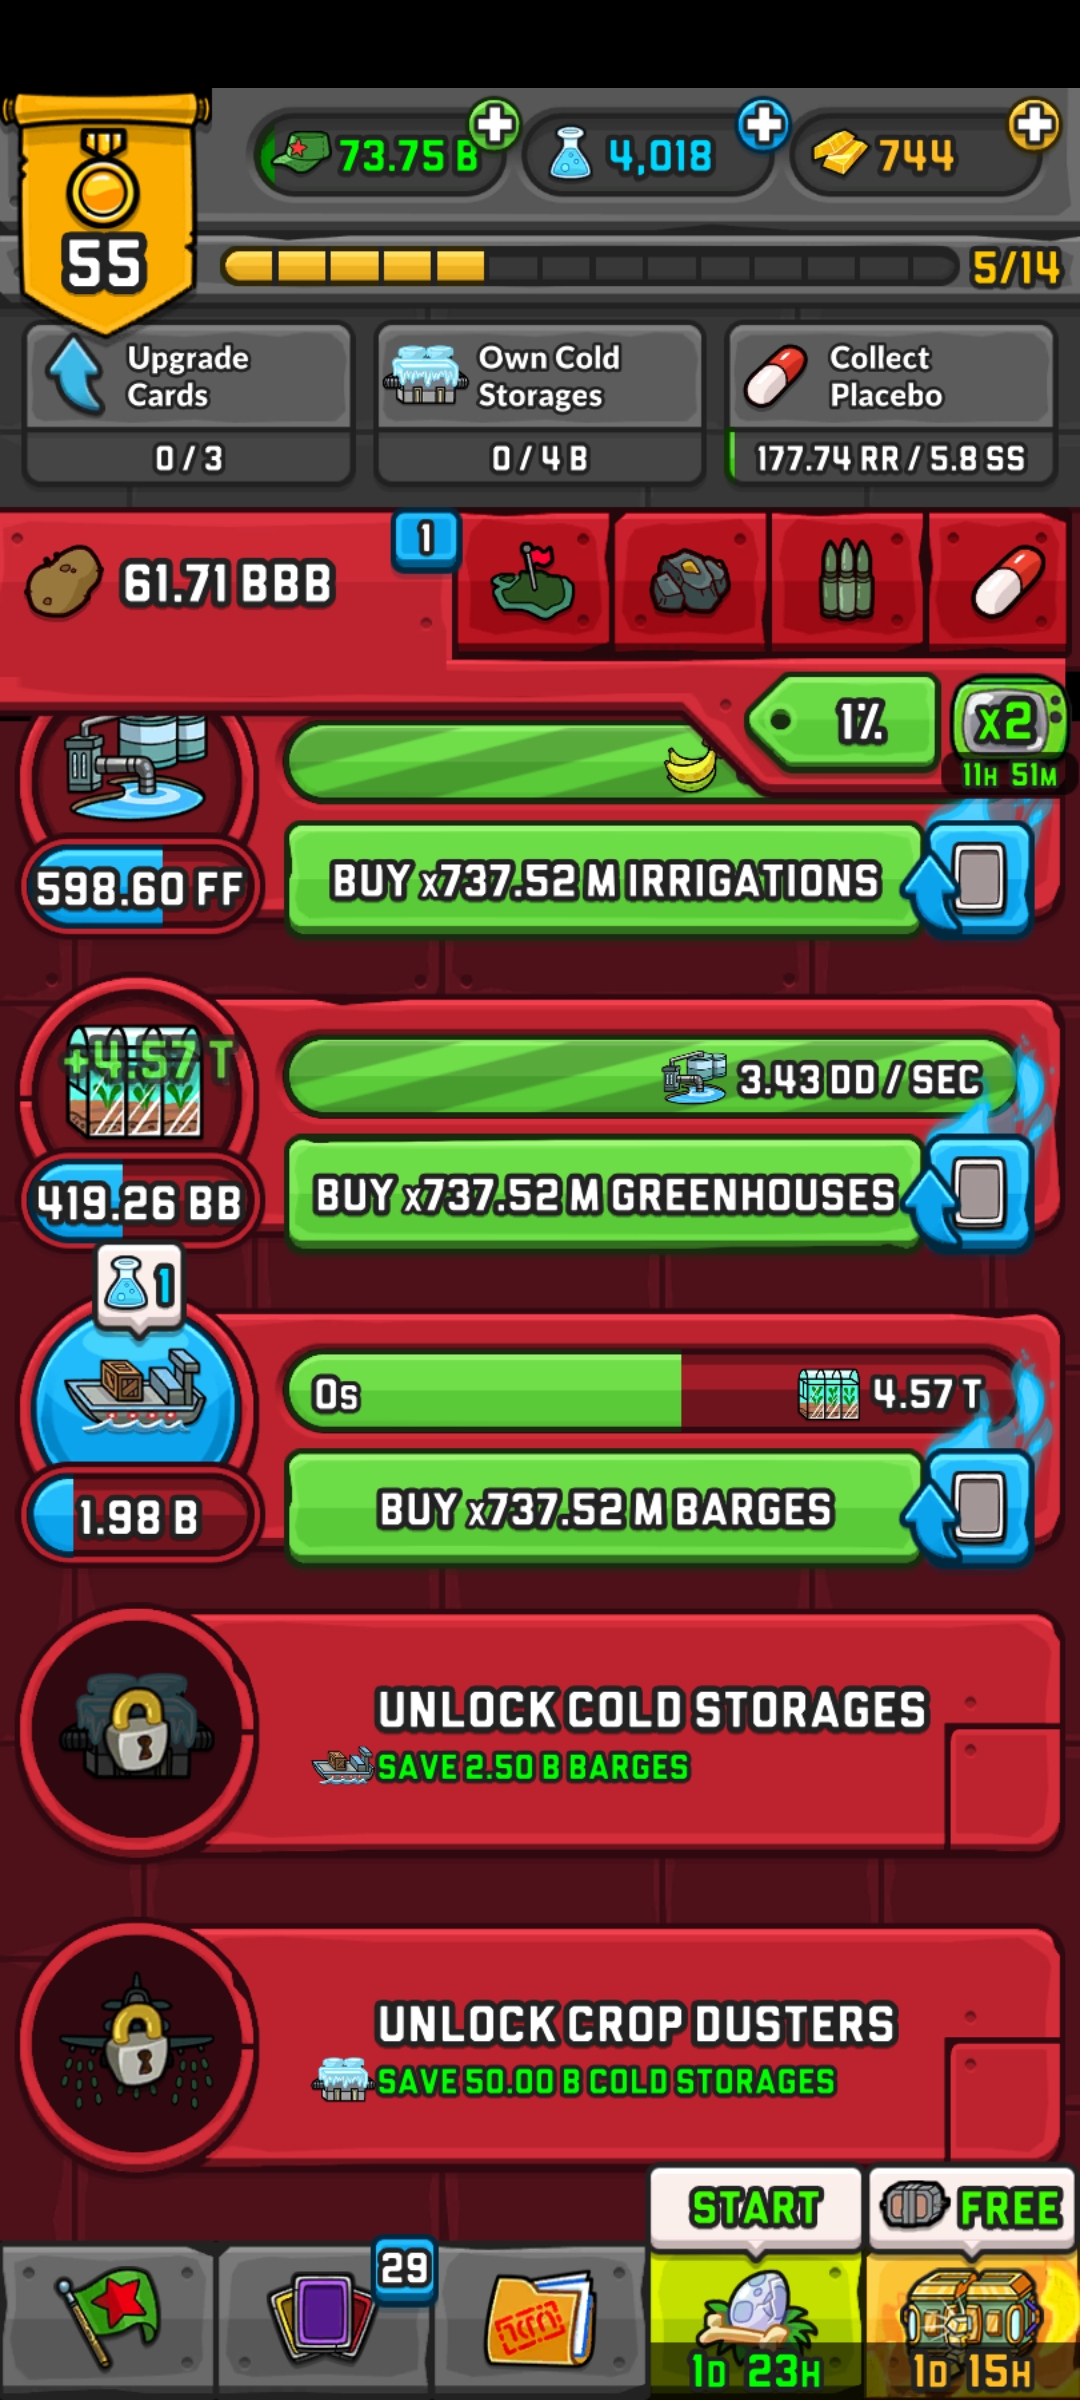 73.75 B
4,018
744
55
5/14
Upgrade
Cards
0 / 3
Own Cold
Storages
0 / 4 B
Collect
Placebo
177.74 RR / 5.8 SS
61.71 BBB
1
1%
x2
11H 51M
598.60 FF
BUY x737.52 M IRRIGATIONS
+4.57 T
3.43 DD / SEC
419.26 BB
BUY x737.52 M GREENHOUSES
1
0s
4.57 T
1.98 B
BUY x737.52 M BARGES
UNLOCK COLD STORAGES
SAVE 2.50 B BARGES
UNLOCK CROP DUSTERS
SAVE 50.00 B COLD STORAGES
START
FREE
29
1D 23H
1D 15H